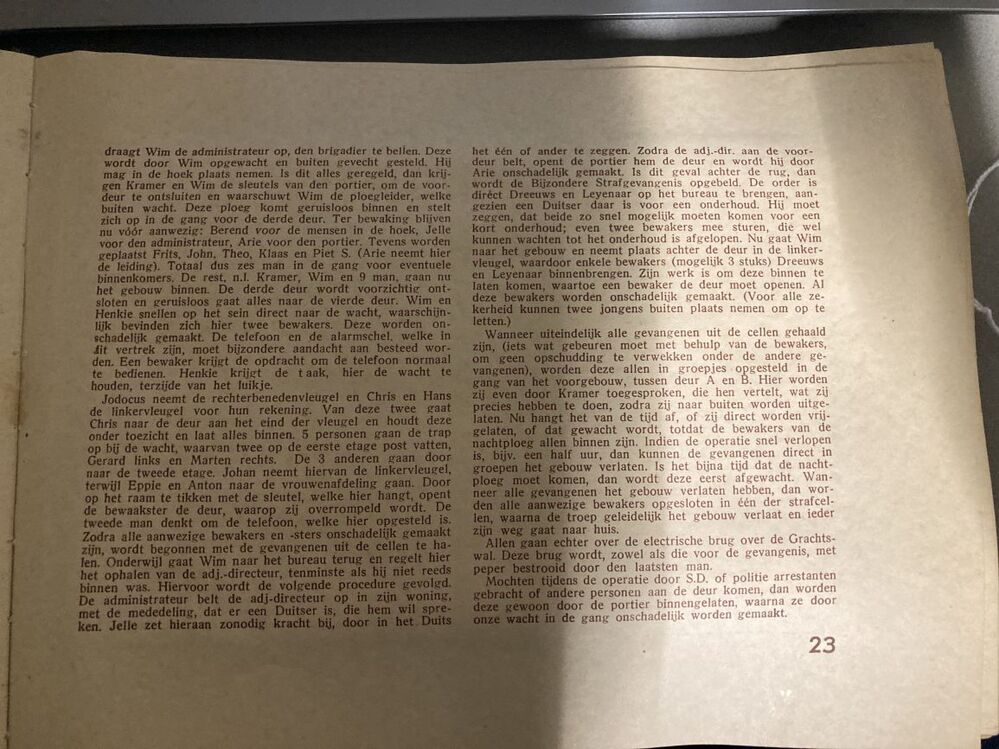 draagt Wim de administrateur op, den brigadier te bellen. Deze
wordt door Wim opgewacht en buiten gevecht gesteld. Hij
mag in de hoek plaats nemen. Is dit alles geregeld, dan krij-
gen Kramer en Wim de sleutels van den portier, om de voor-
deur te ontsluiten en waarschuwt Wim de ploegleider, welke
buiten wacht. Deze ploeg komt geruisloos binnen en stelt
zich op in de gang voor de derde deur. Ter bewaking blijven
nu vóór aanwezig: Berend voor de mensen in de hoek, Jelle
voor den administrateur, Arie voor den portier. Tevens worden
geplaatst Frits, John, Theo, Klaas en Piet S. (Arie neemt hier
de leiding). Totaal dus zes man in de gang voor eventuele
binnenkomers. De rest, n.l. Kramer, Wim en 9 man, gaan nu
het gebouw binnen. De derde deur wordt voorzichtig ont-
sloten en geruisloos gaat alles naar de vierde deur. Wim en
Henkie snellen op het sein direct naar de wacht, waarschijn-
lijk bevinden zich hier twee bewakers. Deze worden on-
schadelijk gemaakt. De telefoon en de alarmschel, welke in
dit vertrek zijn, moet bijzondere aandacht aan besteed wor-
den. Een bewaker krijgt de opdracht om de telefoon normaal
te bedienen. Henkie krijgt de taak, hier de wacht te
houden, terzijde van het luikje.
Jodocus neemt de rechterbenedenvleugel en Chris en Hans
de linkervleugel voor hun rekening. Van deze twee gaat
Chris naar de deur aan het eind der vleugel en houdt deze
onder toezicht en laat alles binnen. 5 personen gaan de trap
op bij de wacht, waarvan twee op de eerste etage post vatten,
Gerard links en Marten rechts. De 3 anderen gaan door
naar de tweede etage. Johan neemt hiervan de linkervleugel,
terwijl Eppie en Anton naar de vrouwenafdeling gaan. Door
op het raam te tikken met de sleutel, welke hier hangt, opent
de bewaakster de deur, waarop zij overrompeld wordt. De
tweede man denkt om de telefoon, welke hier opgesteld is.
Zodra alle aanwezige bewakers en -sters onschadelijk gemaakt
zijn, wordt begonnen met de gevangenen uit de cellen te ha-
len. Onderwijl gaat Wim naar het bureau terug en regelt hier
het ophalen van de adj.-directeur, tenminste als hij niet reeds
binnen was. Hiervoor wordt de volgende procedure gevolgd.
De administrateur belt de adj-directeur op in zijn woning,
met de mededeling, dat er een Duitser is, die hem wil spre-
ken. Jelle zet hieraan zonodig kracht bij, door in het Duits
het één of ander te zeggen. Zodra de adj.-dir. aan de voor-
deur belt, opent de portier hem de deur en wordt hij door
Arie onschadelijk gemaakt. Is dit geval achter de rug, dan
wordt de Bijzondere Strafgevangenis opgebeld. De order is
diréct Dreeuws en Leyenaar op het bureau te brengen, aan-
gezien een Duitser daar is voor een onderhoud. Hij moet
zeggen, dat beide zo snel mogelijk moeten komen voor een
kort onderhoud; even twee bewakers mee sturen, die wel
kunnen wachten tot het onderhoud is afgelopen. Nu gaat Wim
naar het gebouw en neemt plaats achter de deur in de linker-
vleugel, waardoor enkele bewakers (mogelijk 3 stuks) Dreeuws
en Leyenaar binnenbrengen. Zijn werk is om deze binnen te
laten komen, waartoe een bewaker de deur moet openen. Al
deze bewakers worden onschadelijk gemaakt. (Voor alle ze-
kerheid kunnen twee jongens buiten plaats nemen om op te
letten.)
Wanneer uiteindelijk alle gevangenen uit de cellen gehaald
zijn, (iets wat gebeuren moet met behulp van de bewakers,
om geen opschudding te verwekken onder de andere ge-
vangenen), worden deze allen in groepjes opgesteld in de
gang van het voorgebouw, tussen deur A en B. Hier worden
zij even door Kramer toegesproken, die hen vertelt, wat zij
precies hebben te doen, zodra zij naar buiten worden uitge-
laten. Nu hangt het van de tijd af, of zij direct worden vrij-
gelaten, of dat gewacht wordt, totdat de bewakers van de
nachtploeg allen binnen zijn. Indien de operatie snel verlopen
is, bijv. een half uur, dan kunnen de gevangenen direct in
groepen het gebouw verlaten. Is het bijna tijd dat de nacht-
ploeg moet komen, dan wordt deze eerst afgewacht. Wan-
neer alle gevangenen het gebouw verlaten hebben, dan wor-
den alle aanwezige bewakers opgesloten in één der strafcel-
len, waarna de troep geleidelijk het gebouw verlaat en ieder
zijn weg gaat naar huis.
Allen gaan echter over de electrische brug over de Grachts-
wal. Deze brug wordt, zowel als die voor de gevangenis, met
peper bestrooid door den laatsten man.
Mochten tijdens de operatie door S.D. of politie arrestanten
gebracht of andere personen aan de deur komen, dan worden
deze gewoon door de portier binnengelaten, waarna ze door
onze wacht in de gang onschadelijk worden gemaakt.
23